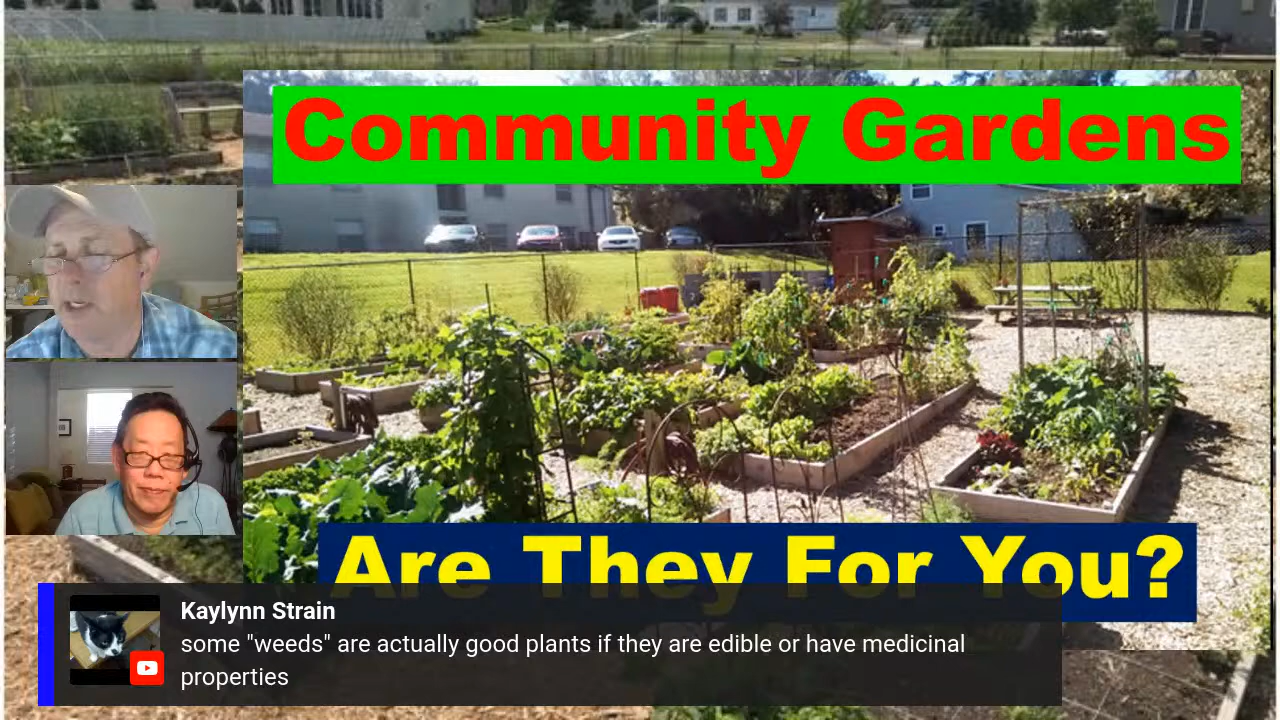 Community Gardens
Are They For You?
Kaylynn Strain
some "weeds" are actually good plants if they are edible or have medicinal
properties